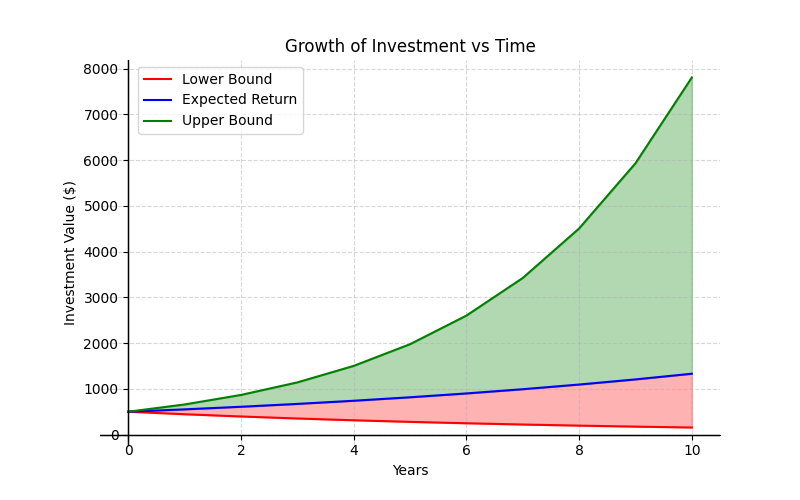 Growth of Investment vs Time
Lower Bound
Expected Return
Upper Bound
Investment Value ($)
8000
7000
6000
5000
4000
3000
2000
1000
0
0 2 4 6 8 10
Years